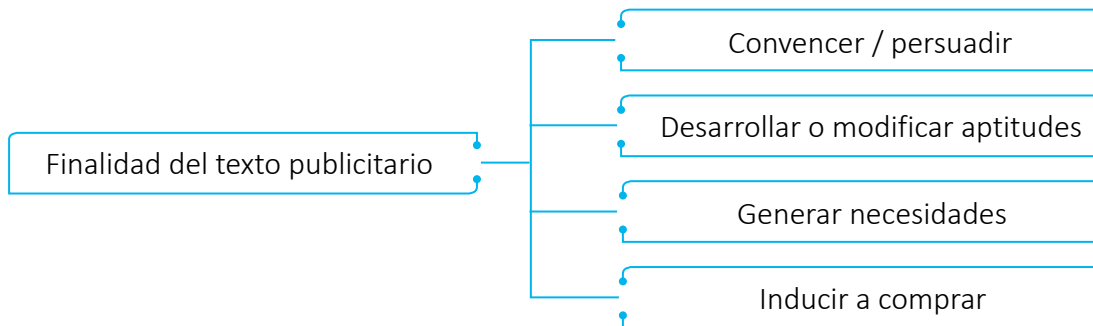 Finalidad del texto publicitario
Convencer / persuadir
Desarrollar o modificar aptitudes
Generar necesidades
Inducir a comprar